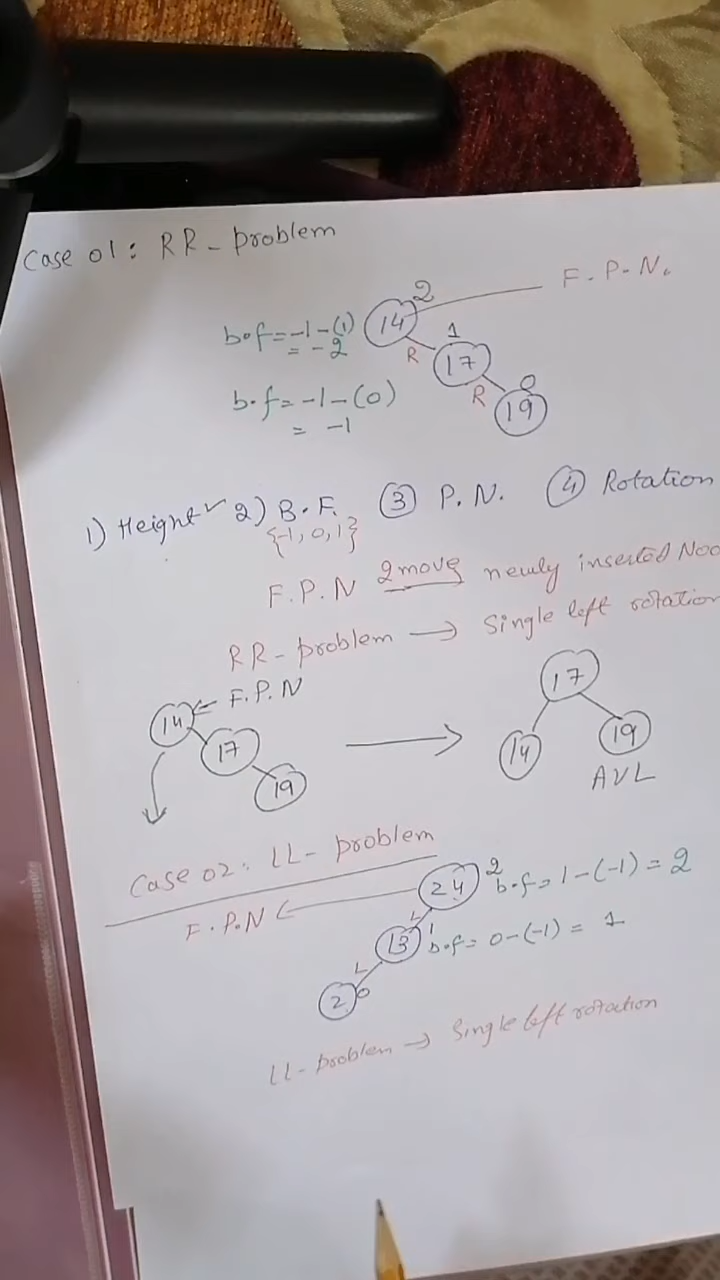 Case 01: RR-problem
F.P.N.
2
b.f = -1-(1)
= -2
14
1
R
17
b.f = -1-(0)
= -1
R
0
19
1) Height ✓ 2) B.F. ③ P.N. ④ Rotation
{-1,0,1}
F.P.N 2move newly inserted
RR-problem → Single left rotation
14 ← F.P.N
17
19
→
17
14
19
AVL
Case 02: LL-problem
F.P.N ←
24
2
b.f = 1-(-1) = 2
L
13
1
b.f = 0-(-1) = 1
L
2
0
LL-problem → Single left rotation